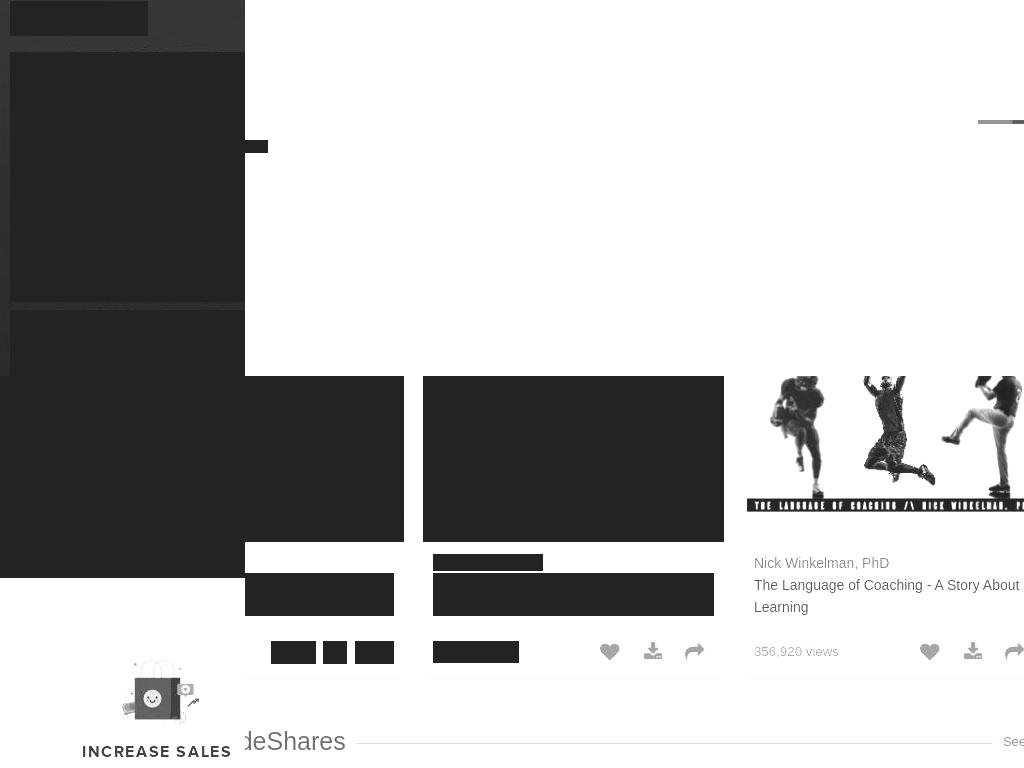 THE LANGUAGE OF COACHING /\ NICK WINKELMAN,
Nick Winkelman, PhD
The Language of Coaching - A Story About
Learning
356,920 views
deShares
See
INCREASE SALES